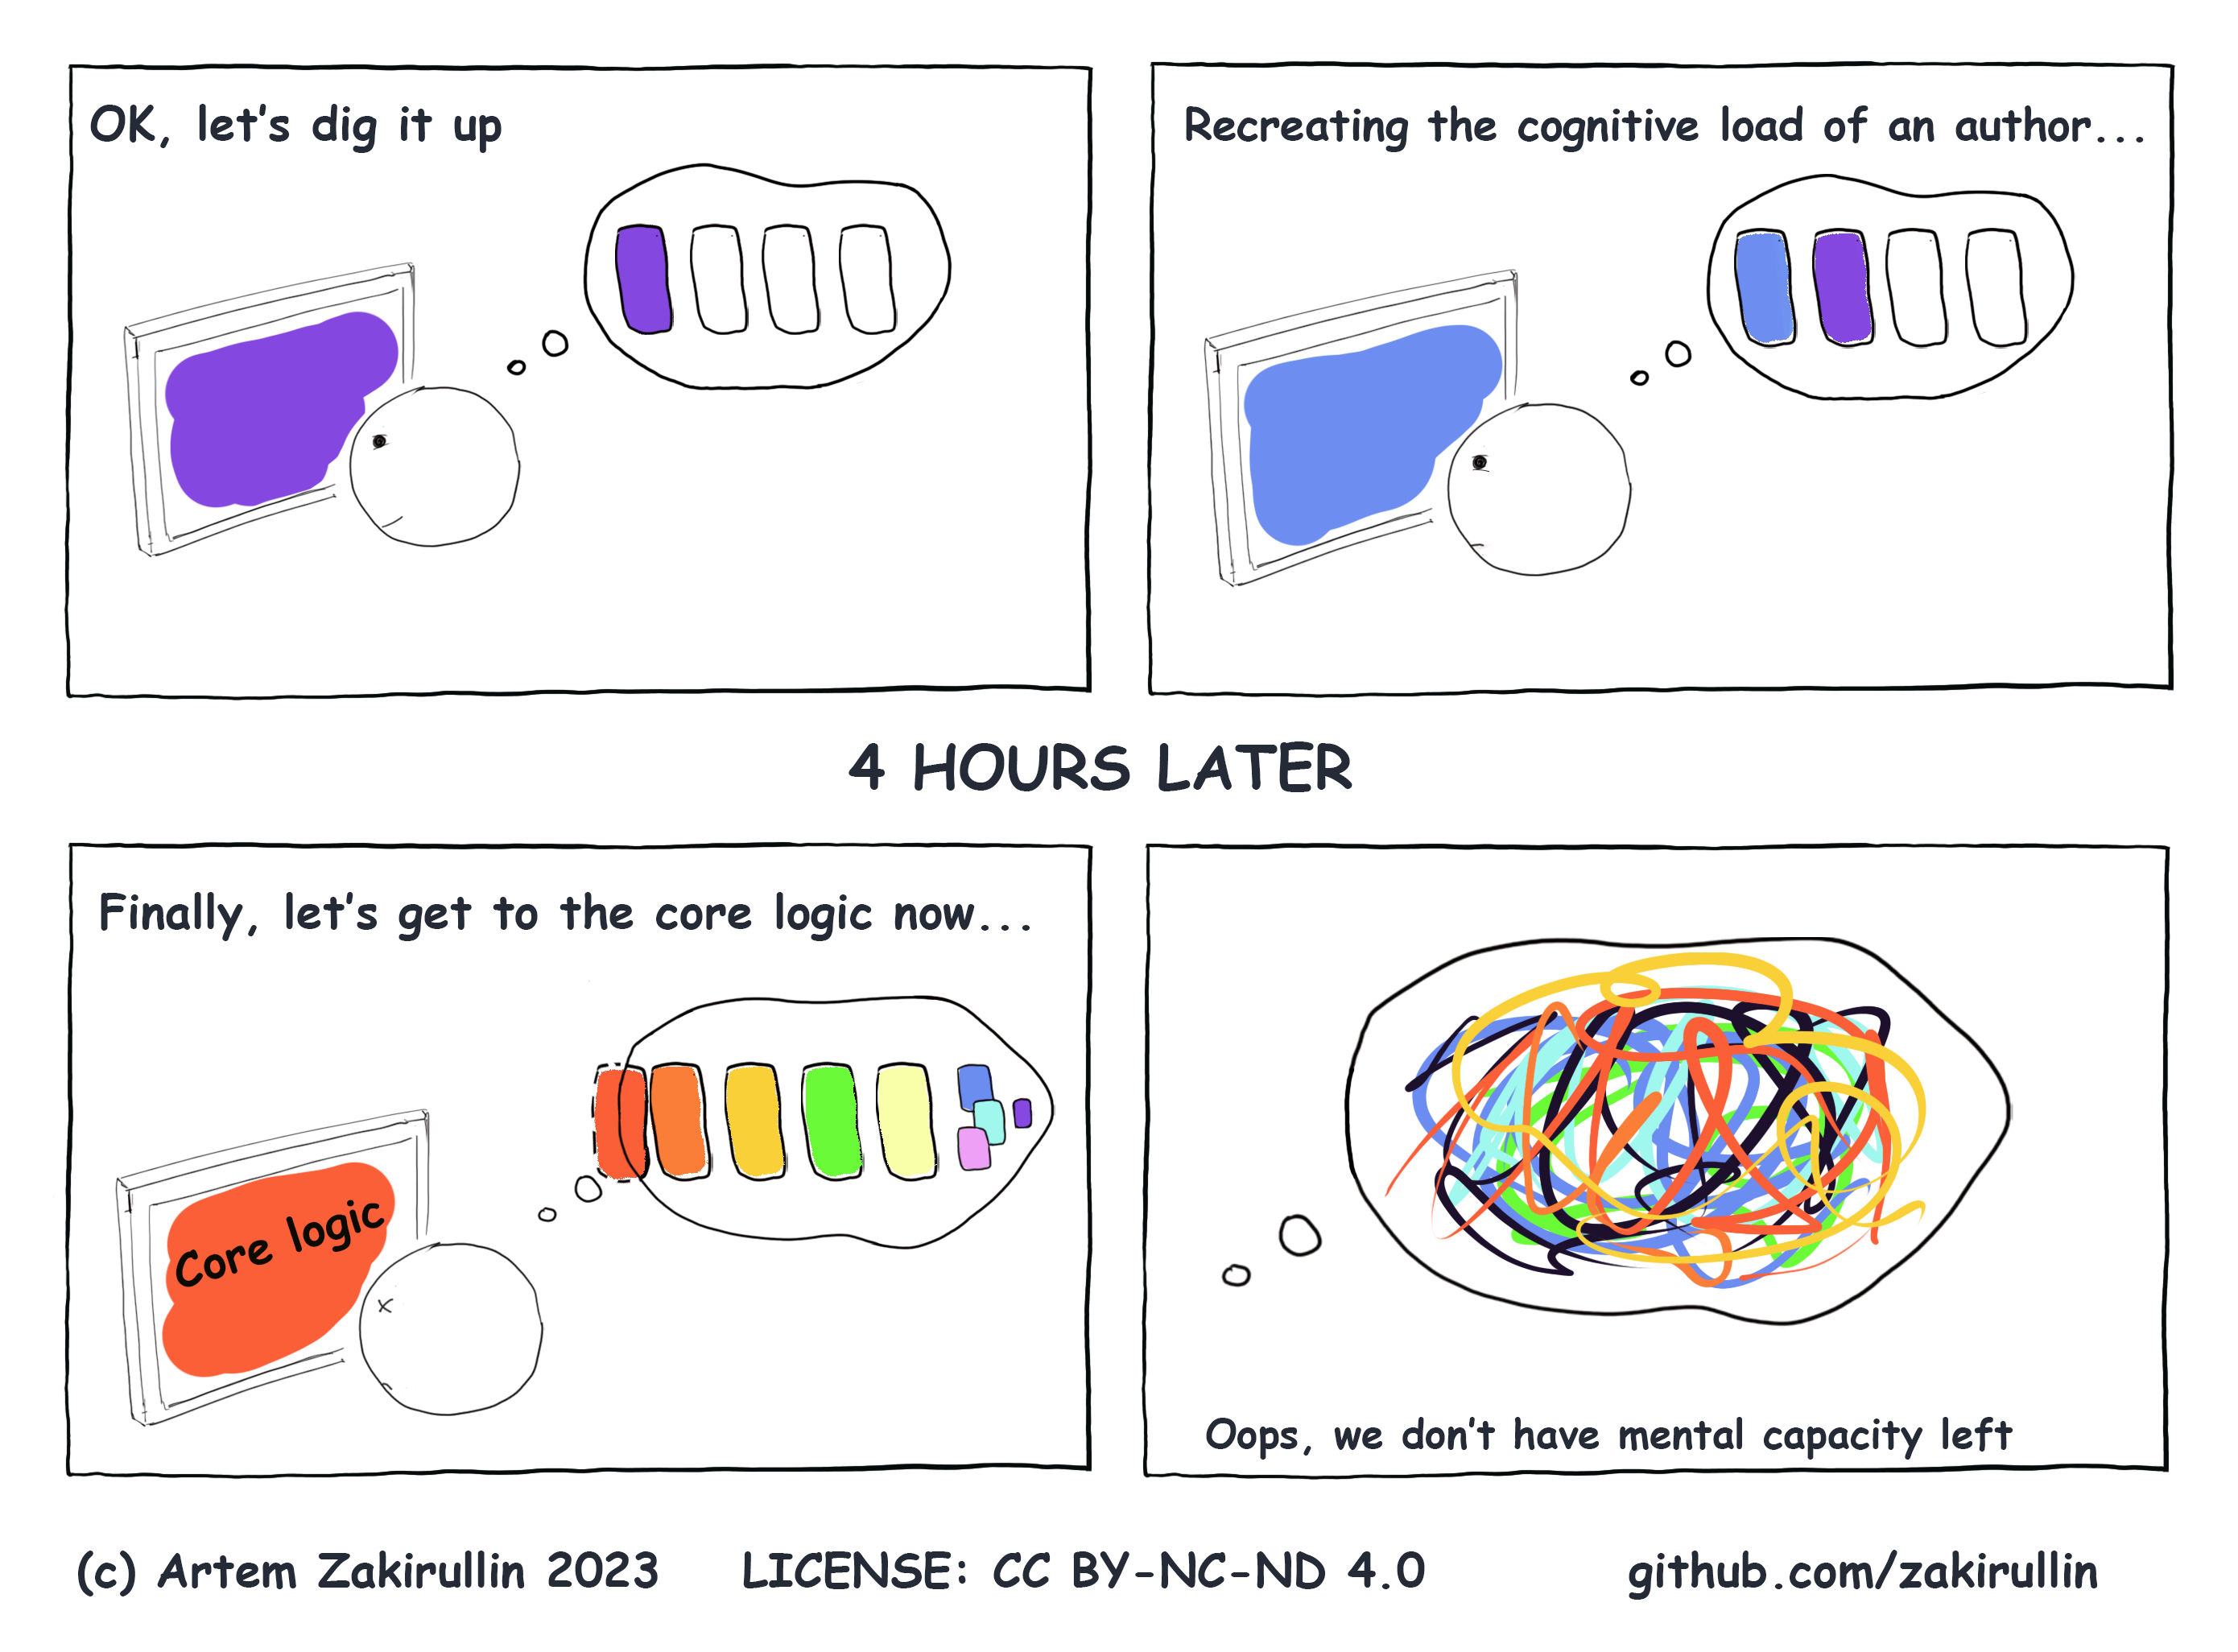 OK, let's dig it up
Recreating the cognitive load of an author...
4 HOURS LATER
Finally, let's get to the core logic now...
Core logic
Oops, we don't have mental capacity left
(c) Artem Zakirullin 2023
LICENSE: CC BY-NC-ND 4.0
github.com/zakirullin